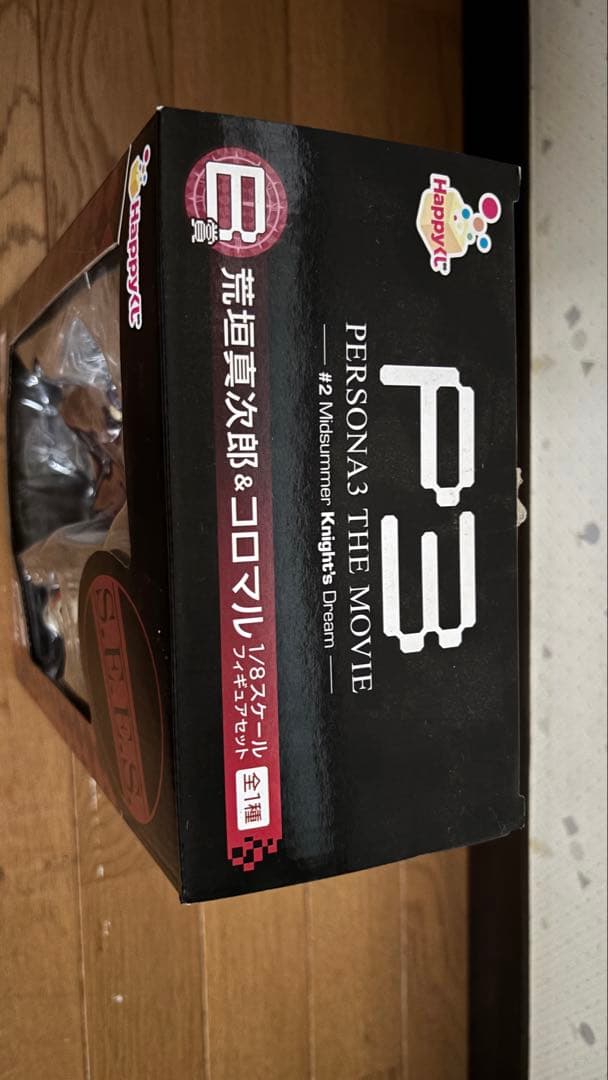 Happyくじ
P3
PERSONA3 THE MOVIE
#2 Midsummer Knight's Dream
B賞
荒垣真次郎&コロマル 1/8スケール
フィギュアセット
全1種
Happyくじ
S.E.E.S